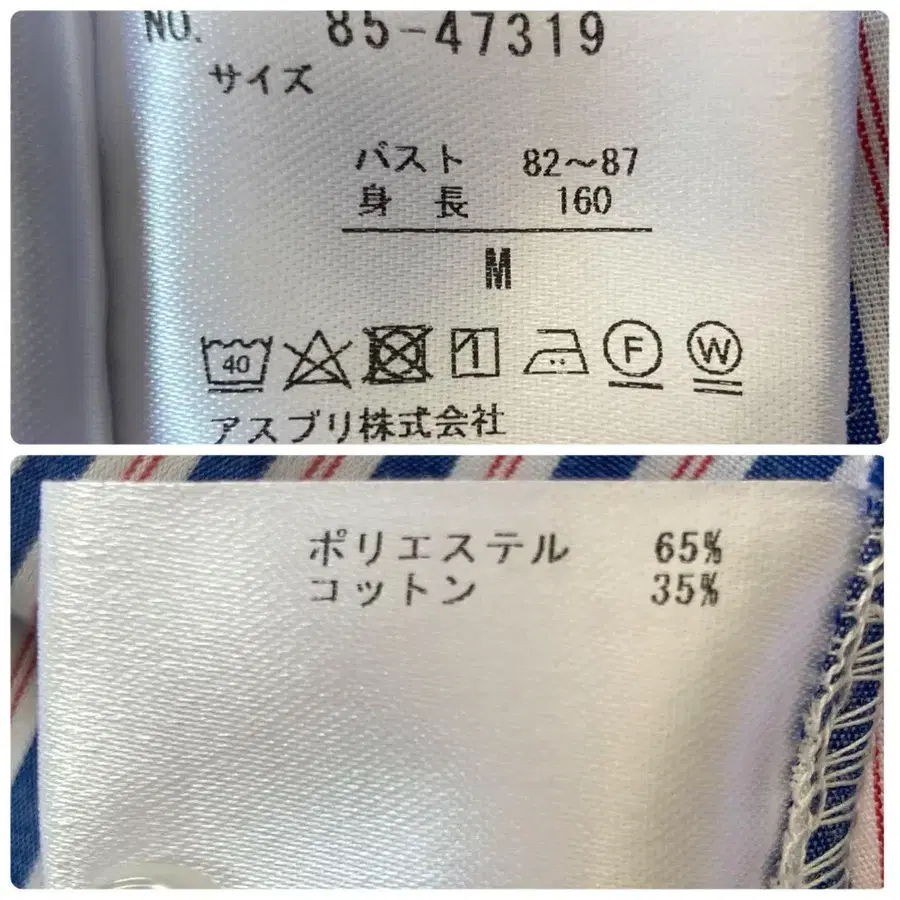 NO. 85-47319
サイズ
バスト 82～87
身長 160
M
40 F W
アスブリ株式会社
ポリエステル 65%
コットン 35%